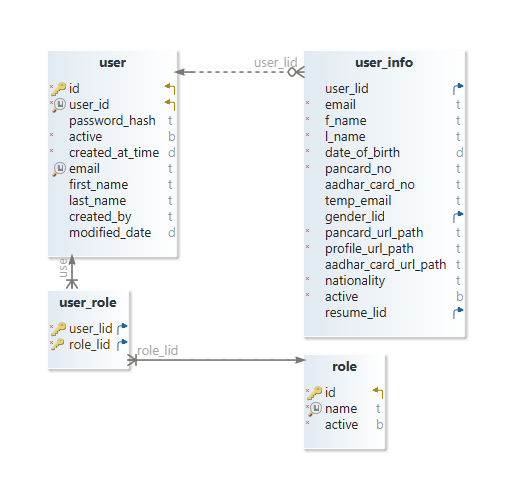 user
id
user_id
password_hash t
active b
created_at_time d
email t
first_name t
last_name t
created_by t
modified_date d
user_lid
user_info
user_lid
email t
f_name t
l_name t
date_of_birth d
pancard_no t
aadhar_card_no t
temp_email t
gender_lid
pancard_url_path t
profile_url_path t
aadhar_card_url_path t
nationality t
active b
resume_lid
use
user_role
user_lid
role_lid
role_lid
role
id
name t
active b